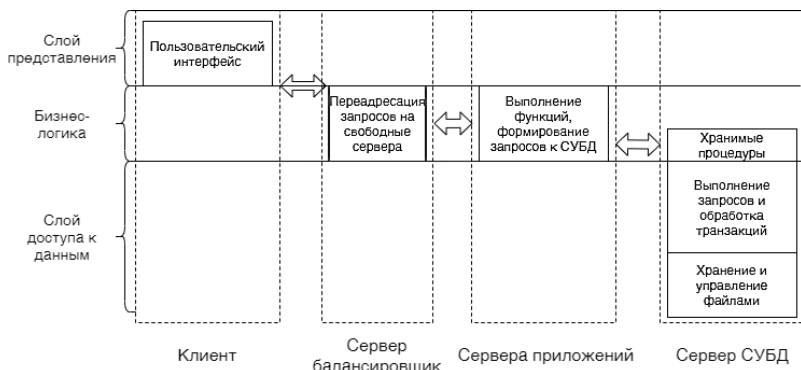 Слой
представления
Пользовательский
интерфейс
Бизнес-
логика
Переадресация
запросов на
свободные
сервера
Выполнение
функций,
формирование
запросов к СУБД
Хранимые
процедуры
Слой
доступа к
данным
Выполнение
запросов и
обработка
транзакций
Хранение и
управление
файлами
Клиент
Сервер
балансировщик
Сервера приложений
Сервер СУБД